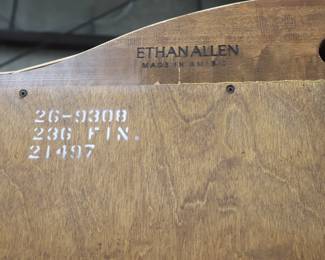 ETHAN ALLEN
MADE IN AMERICA
26-9308
236 FIN.
21497